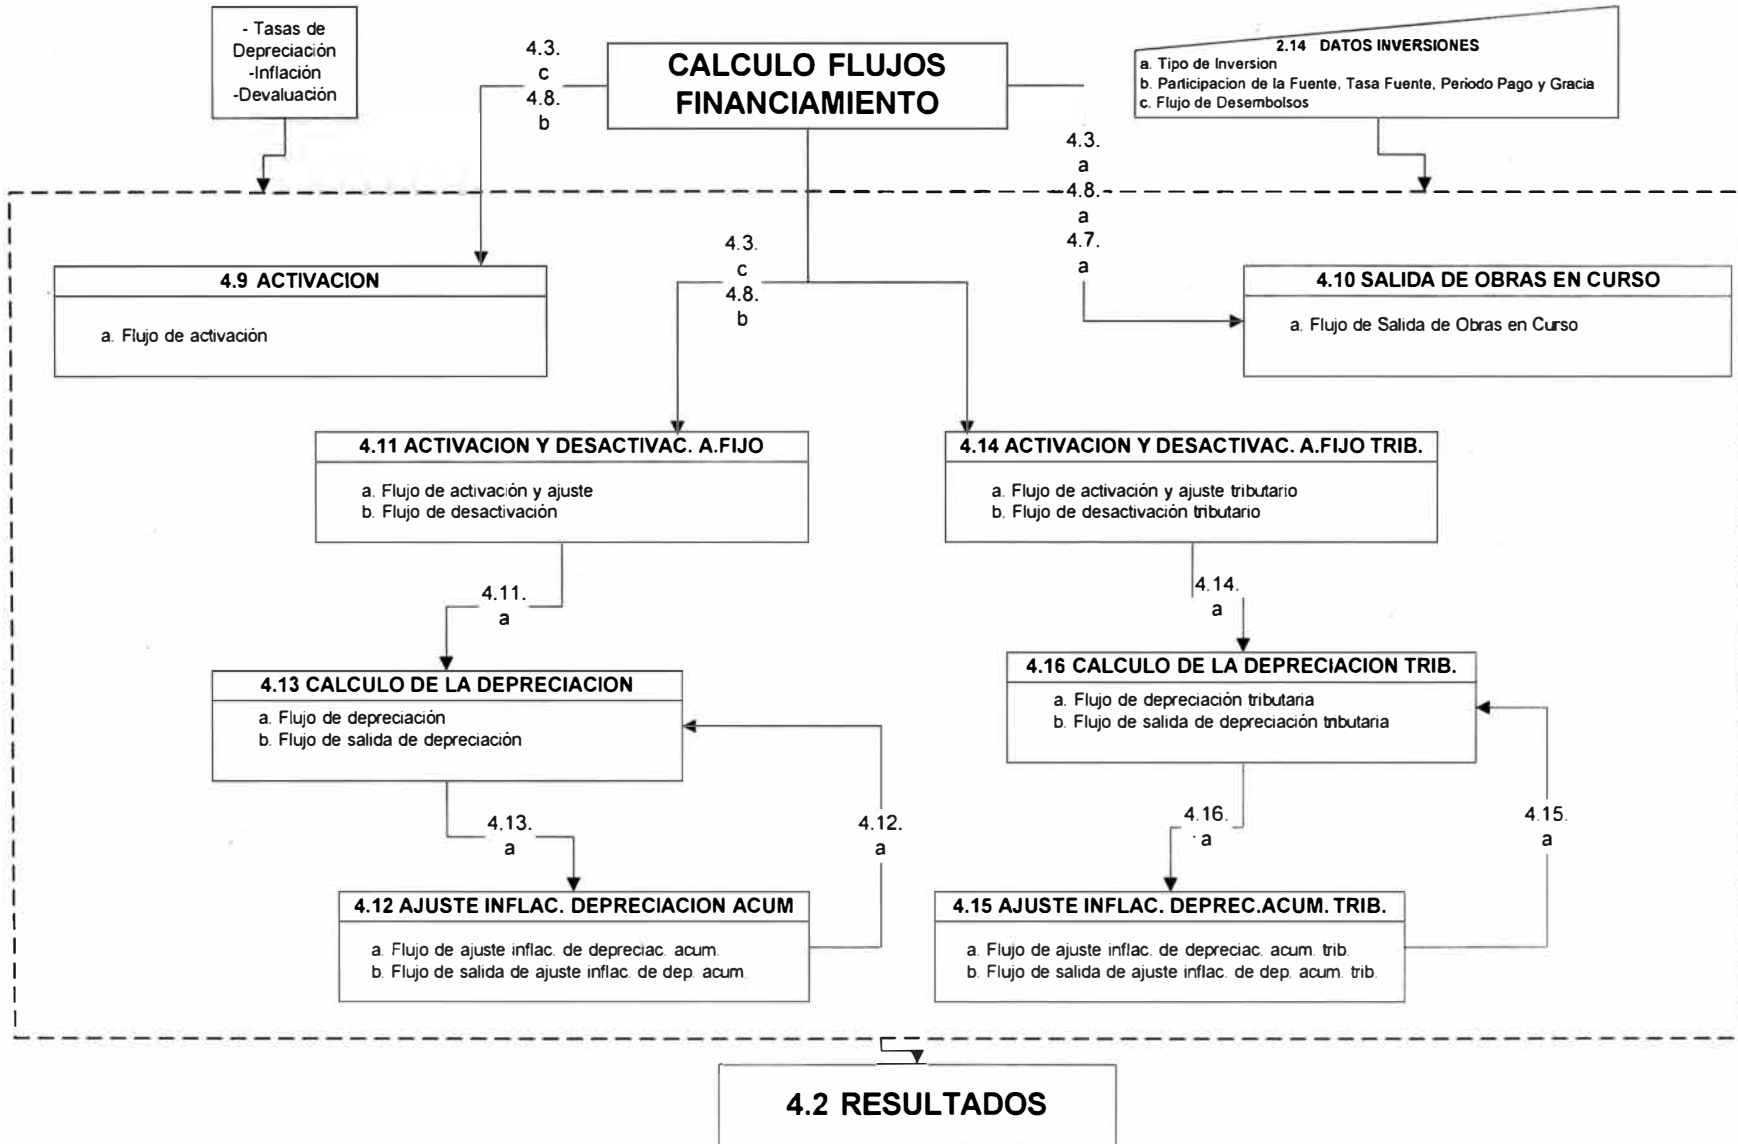 - Tasas de
Depreciación
-Inflación
-Devaluación
4.3.
c
4.8.
b
CALCULO FLUJOS
FINANCIAMIENTO
2.14 DATOS INVERSIONES
a. Tipo de Inversion
b. Participacion de la Fuente, Tasa Fuente, Periodo Pago y Gracia
c. Flujo de Desembolsos
4.3.
a
4.8.
a
4.7.
a
4.3.
c
4.8.
b
4.9 ACTIVACION
a. Flujo de activación
4.10 SALIDA DE OBRAS EN CURSO
a. Flujo de Salida de Obras en Curso
4.11 ACTIVACION Y DESACTIVAC. A.FIJO
a. Flujo de activación y ajuste
b. Flujo de desactivación
4.14 ACTIVACION Y DESACTIVAC. A.FIJO TRIB.
a. Flujo de activación y ajuste tributario
b. Flujo de desactivación tributario
4.11.
a
4.14.
a
4.13 CALCULO DE LA DEPRECIACION
a. Flujo de depreciación
b. Flujo de salida de depreciación
4.16 CALCULO DE LA DEPRECIACION TRIB.
a. Flujo de depreciación tributaria
b. Flujo de salida de depreciación tributaria
4.13.
a
4.12.
a
4.16.
a
4.15.
a
4.12 AJUSTE INFLAC. DEPRECIACION ACUM
a. Flujo de ajuste inflac. de depreciac. acum.
b. Flujo de salida de ajuste inflac. de dep. acum.
4.15 AJUSTE INFLAC. DEPREC.ACUM. TRIB.
a. Flujo de ajuste inflac. de depreciac. acum. trib.
b. Flujo de salida de ajuste inflac. de dep. acum. trib.
4.2 RESULTADOS